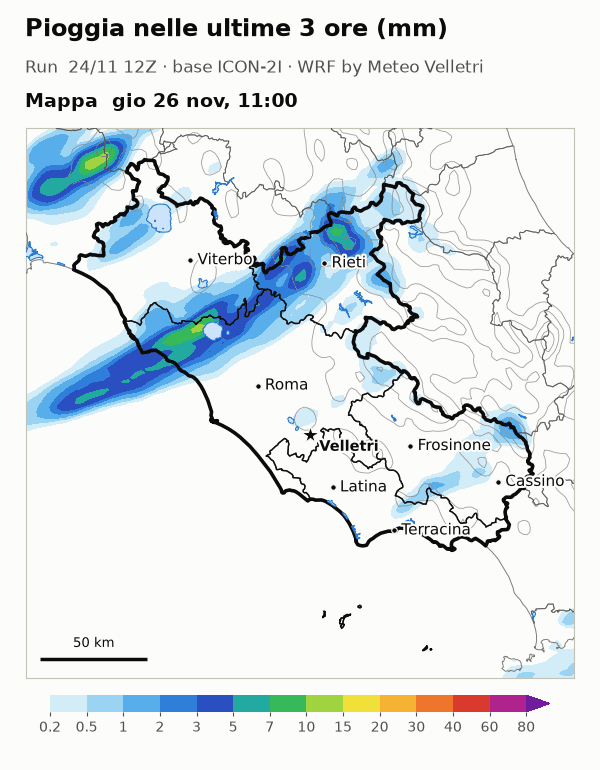 Pioggia nelle ultime 3 ore (mm)
Run  24/11 12Z · base ICON-2I · WRF by Meteo Velletri
Mappa  gio 26 nov, 11:00
Viterbo
Rieti
Roma
Velletri
Frosinone
Latina
Cassino
Terracina
50 km
0.2 0.5 1 2 3 5 7 10 15 20 30 40 60 80